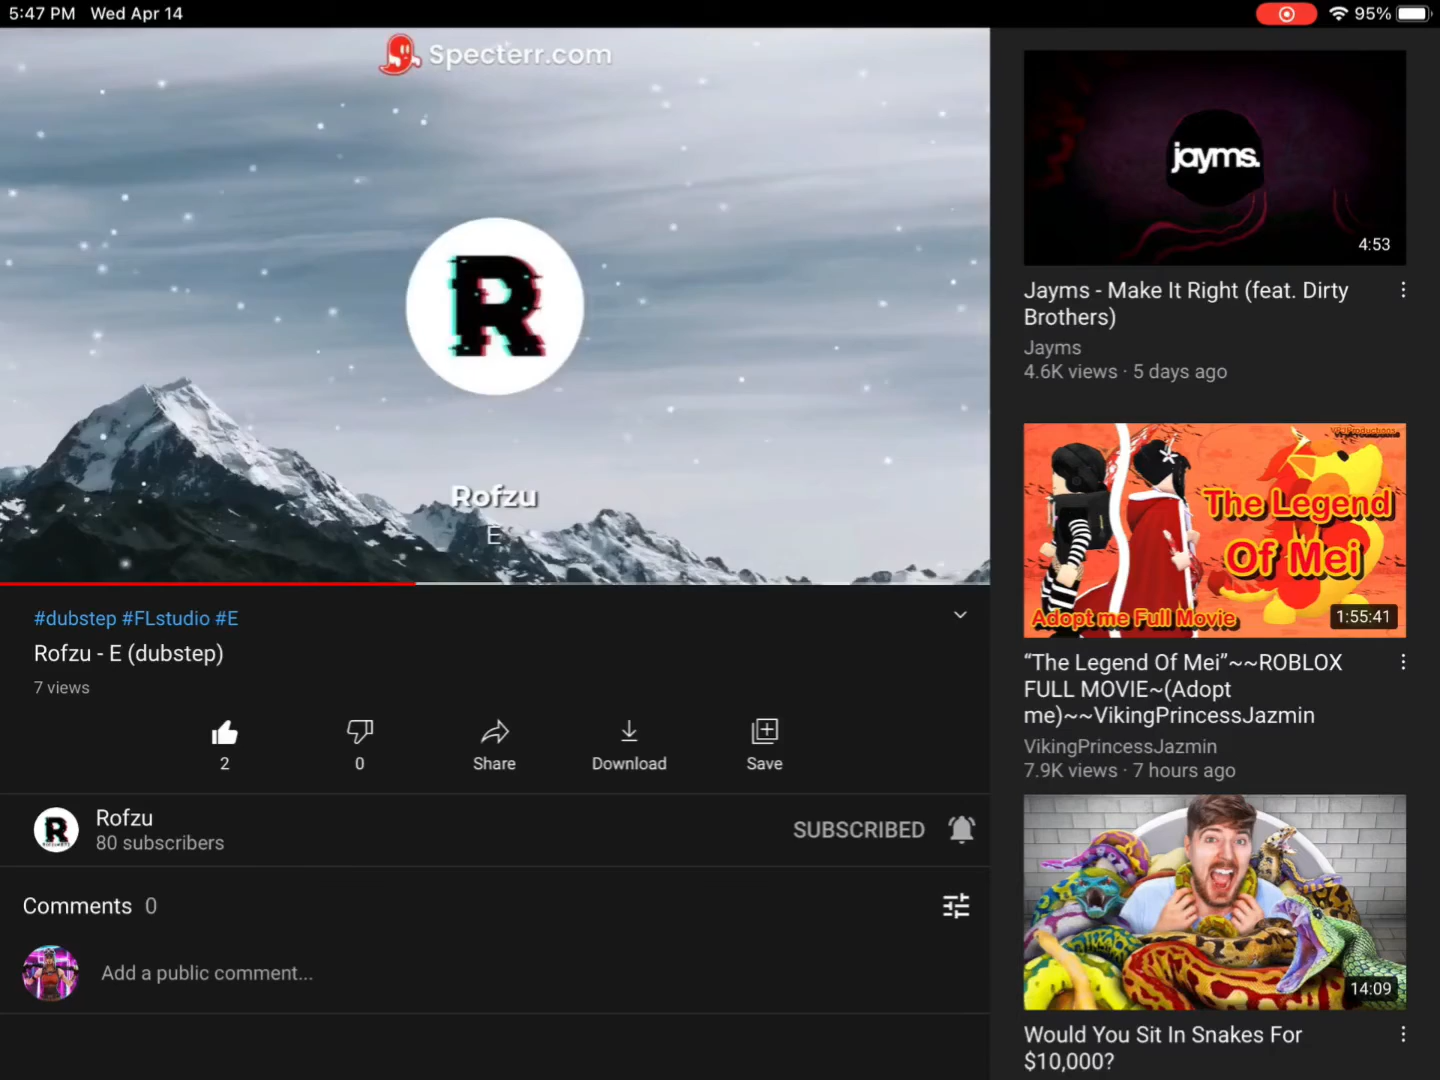 5:47 PM Wed Apr 14
95%
Specterr.com
R
Rofzu
E
#dubstep #FLstudio #E
Rofzu - E (dubstep)
7 views
2
0
Share
Download
Save
R
Rofzu
80 subscribers
SUBSCRIBED
Comments 0
Add a public comment...
jayms.
4:53
Jayms - Make It Right (feat. Dirty
Brothers)
Jayms
4.6K views · 5 days ago
The Legend
Of Mei
Adopt me Full Movie
1:55:41
“The Legend Of Mei”~~ROBLOX
FULL MOVIE~(Adopt
me)~~VikingPrincessJazmin
VikingPrincessJazmin
7.9K views · 7 hours ago
14:09
Would You Sit In Snakes For
$10,000?